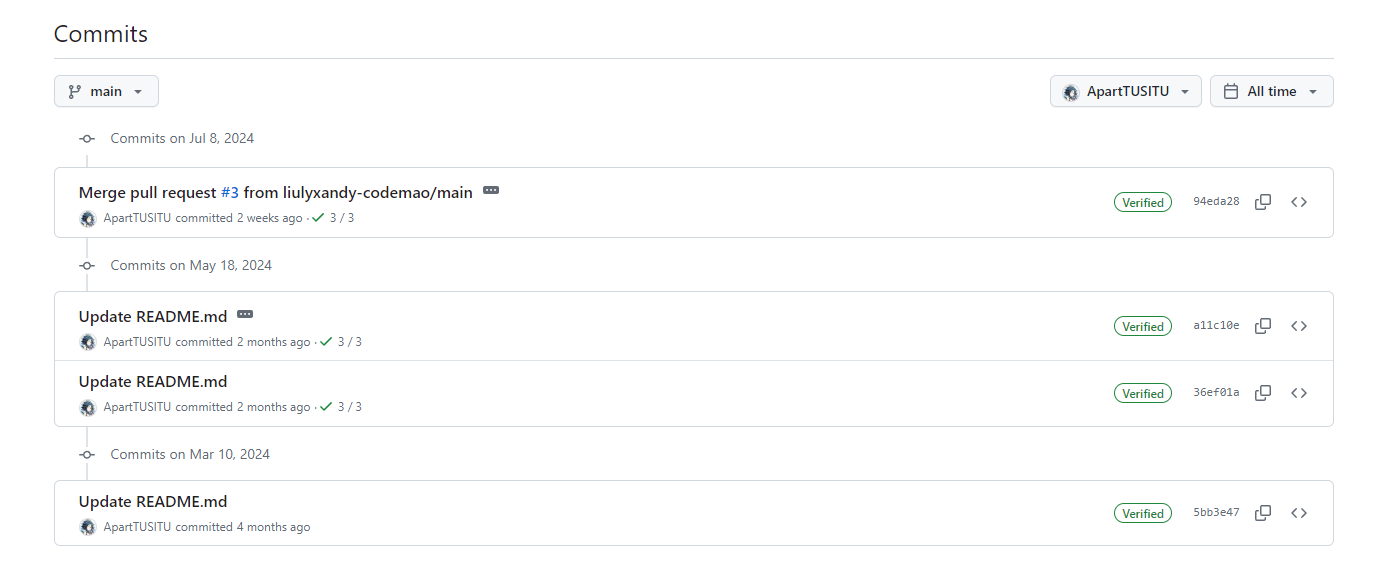 Commits
main
ApartTUSITU
All time
Commits on Jul 8, 2024
Merge pull request #3 from liulyxandy-codemao/main
Verified
94eda28
ApartTUSITU committed 2 weeks ago · 3 / 3
Commits on May 18, 2024
Update README.md
Verified
a11c10e
ApartTUSITU committed 2 months ago · 3 / 3
Update README.md
Verified
36ef01a
ApartTUSITU committed 2 months ago · 3 / 3
Commits on Mar 10, 2024
Update README.md
Verified
5bb3e47
ApartTUSITU committed 4 months ago